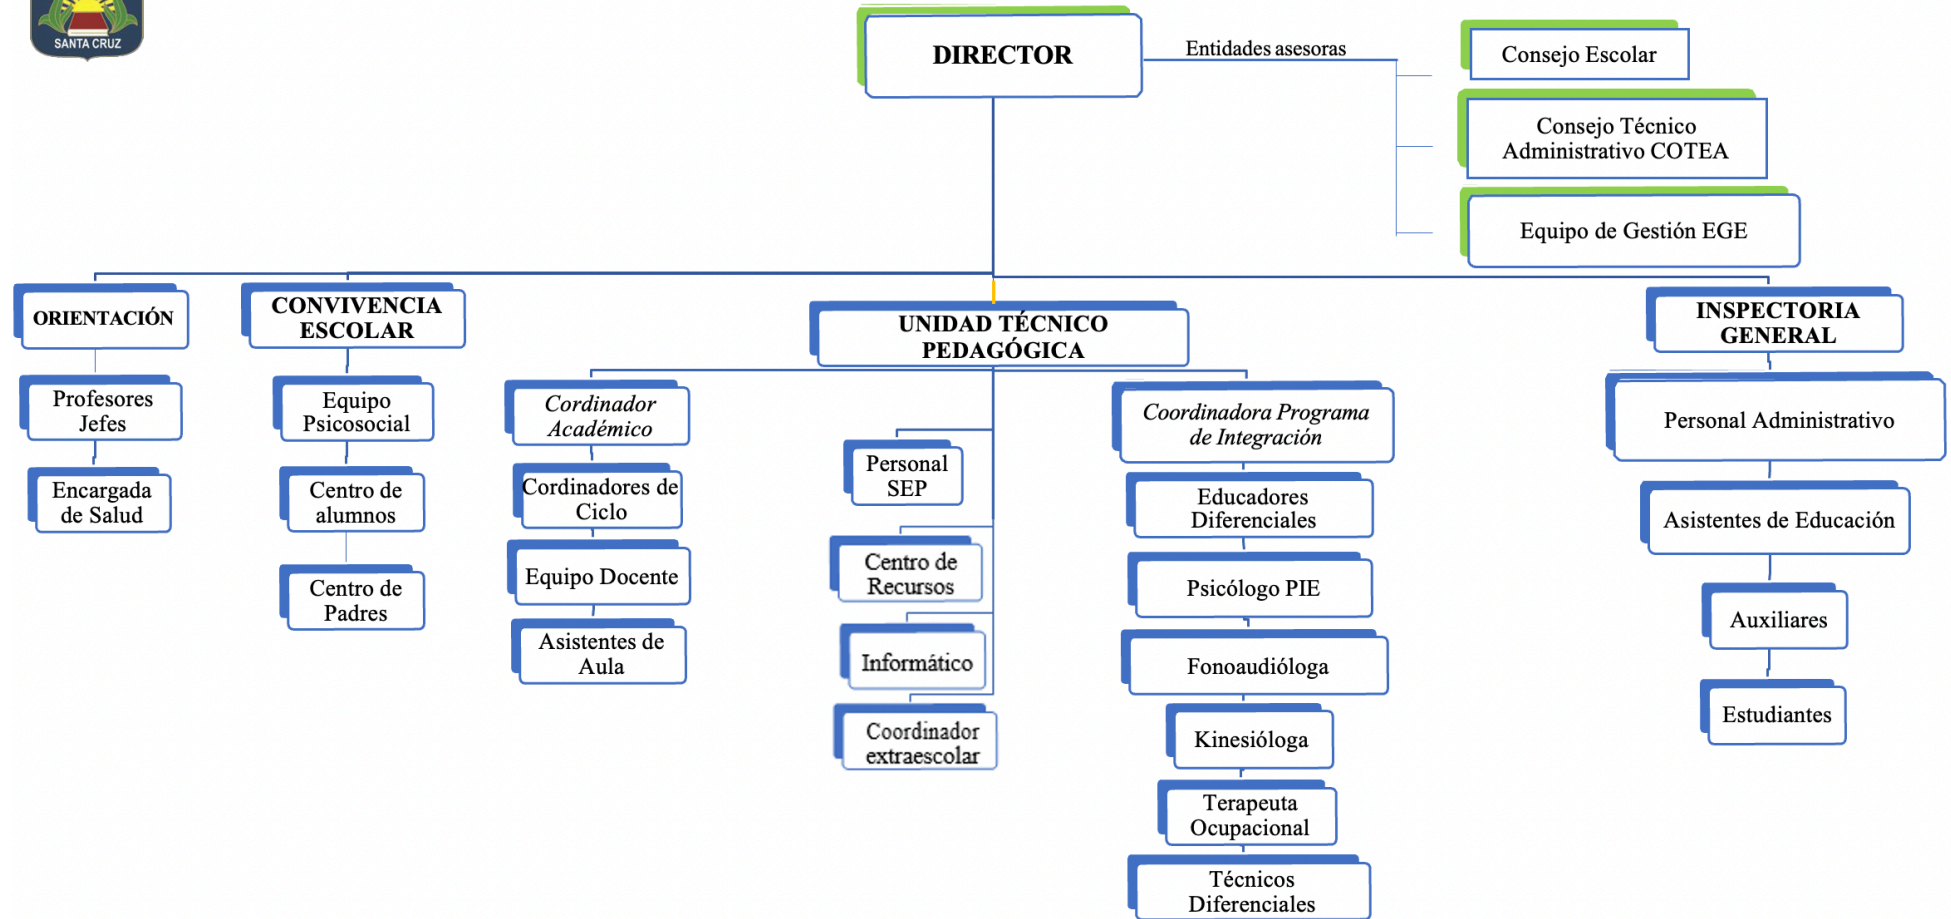 SANTA CRUZ
DIRECTOR
Entidades asesoras
Consejo Escolar
Consejo Técnico
Administrativo COTEA
Equipo de Gestión EGE
ORIENTACIÓN
Profesores
Jefes
Encargada
de Salud
CONVIVENCIA
ESCOLAR
Equipo
Psicosocial
Centro de
alumnos
Centro de
Padres
UNIDAD TÉCNICO
PEDAGÓGICA
Cordinador
Académico
Cordinadores de
Ciclo
Equipo Docente
Asistentes de
Aula
Personal
SEP
Centro de
Recursos
Informático
Coordinador
extraescolar
Coordinadora Programa
de Integración
Educadores
Diferenciales
Psicólogo PIE
Fonoaudióloga
Kinesióloga
Terapeuta
Ocupacional
Técnicos
Diferenciales
INSPECTORIA
GENERAL
Personal Administrativo
Asistentes de Educación
Auxiliares
Estudiantes